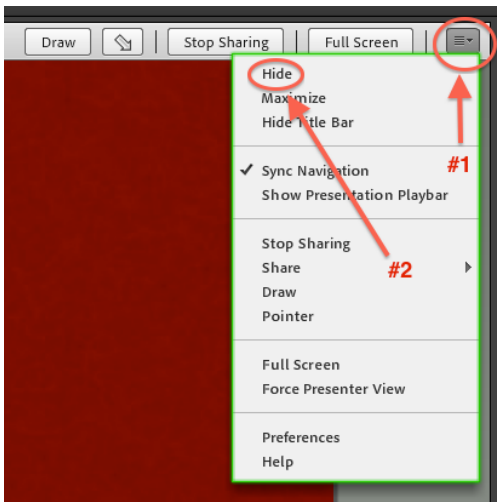 Draw Stop Sharing Full Screen
Hide
Maximize
Hide Title Bar
Sync Navigation #1
Show Presentation Playbar
Stop Sharing
Share #2
Draw
Pointer
Full Screen
Force Presenter View
Preferences
Help